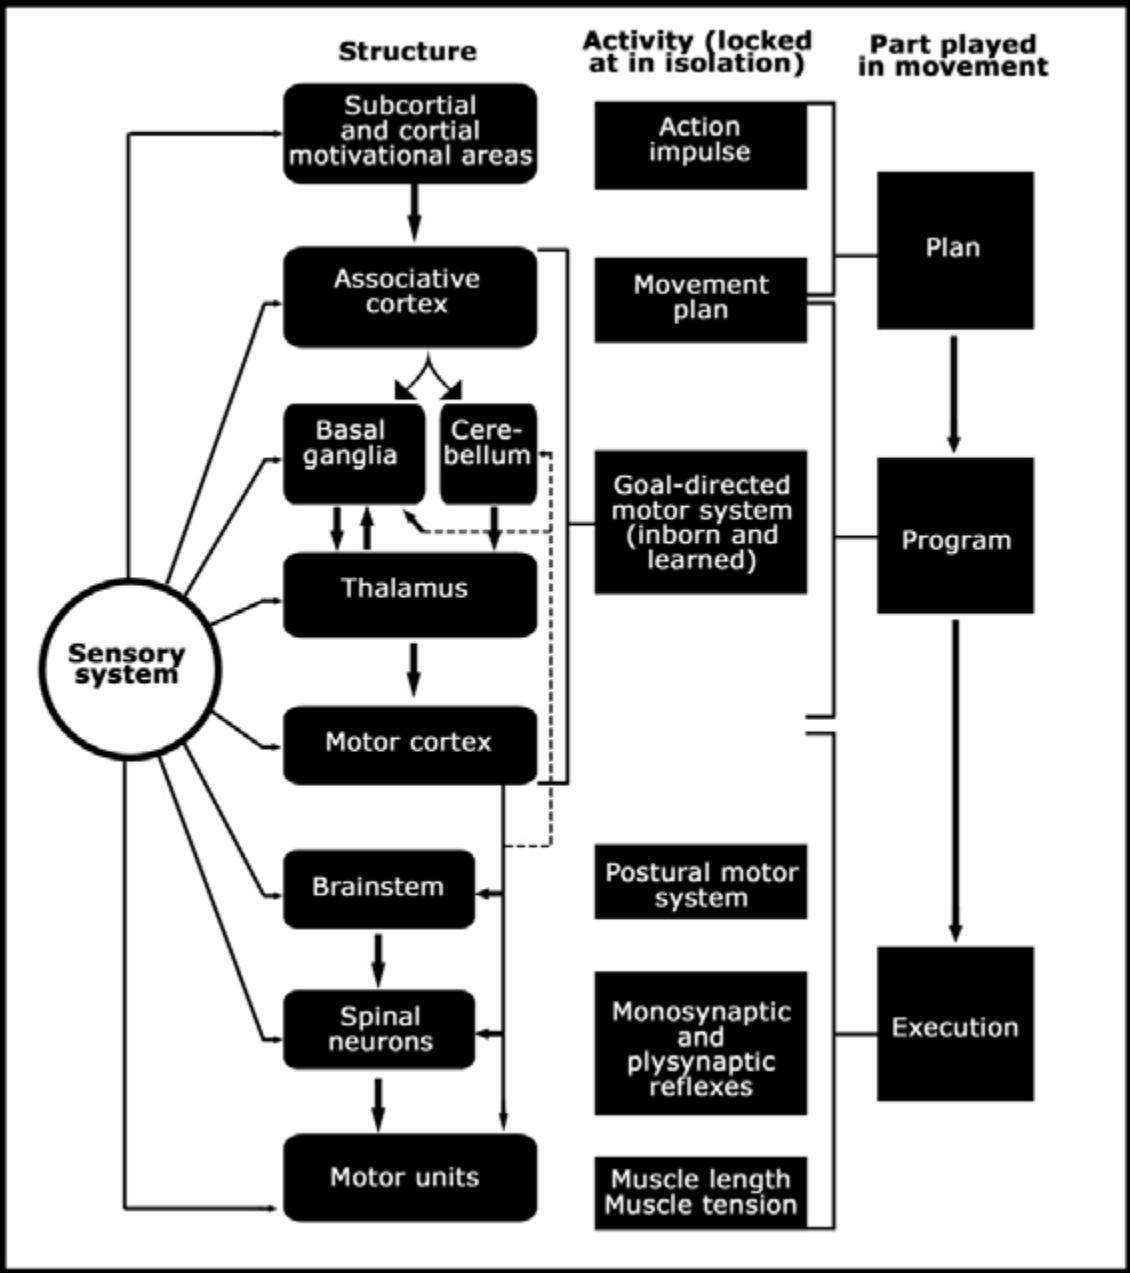 Structure
Activity (locked
at in isolation)
Part played
in movement
Subcortial
and cortial
motivational areas
Action
impulse
Plan
Associative
cortex
Movement
plan
Basal
ganglia
Cere-
bellum
Goal-directed
motor system
(inborn and
learned)
Program
Thalamus
Sensory
system
Motor cortex
Brainstem
Postural motor
system
Spinal
neurons
Monosynaptic
and
plysynaptic
reflexes
Execution
Motor units
Muscle length
Muscle tension